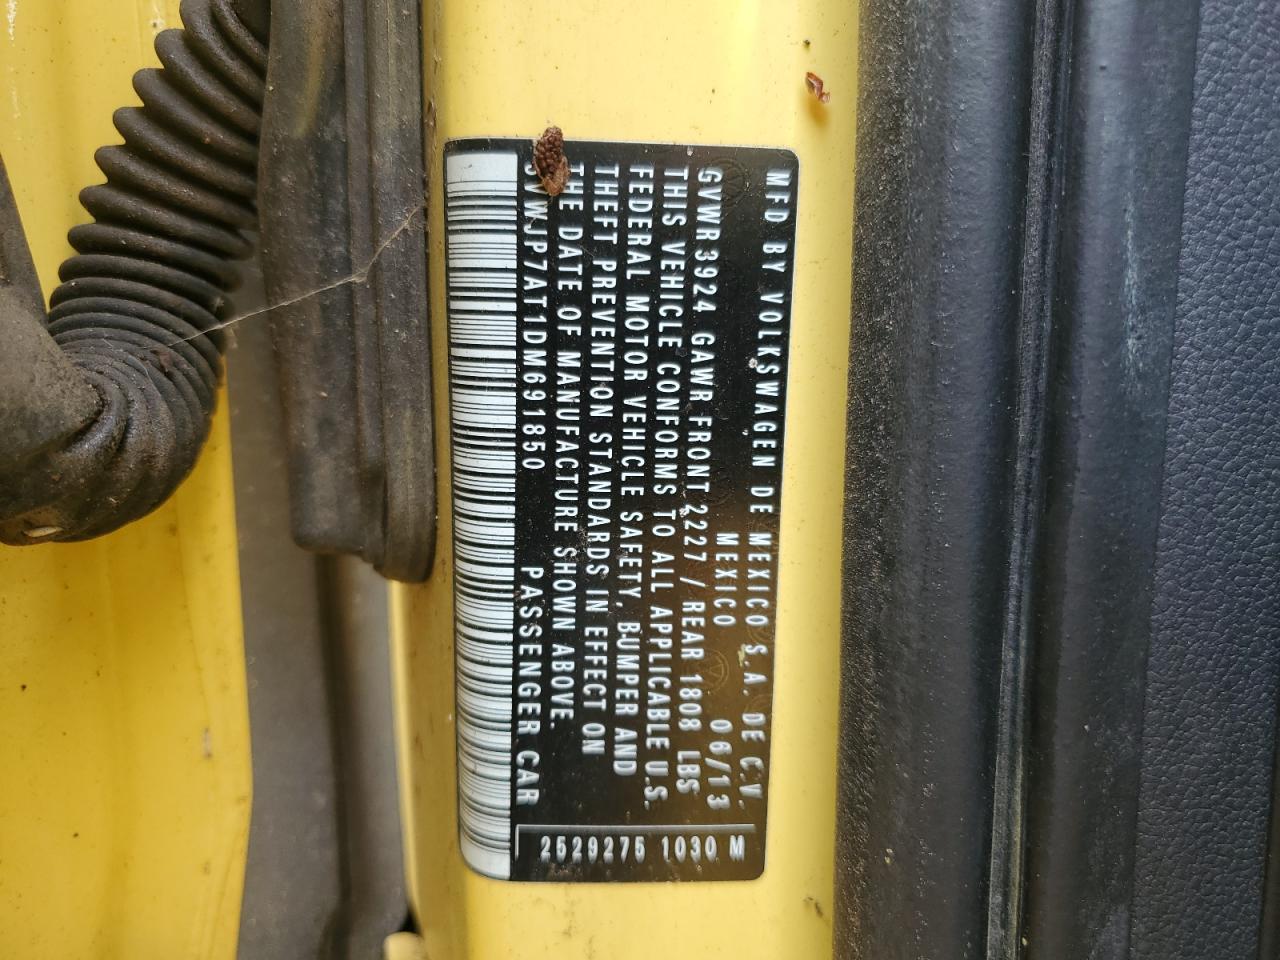 MFD BY VOLKSWAGEN DE MEXICO S.A. DE C.V.
MEXICO 06/13
GVWR 3924 GAWR FRONT 2227 / REAR 1808 LBS
THIS VEHICLE CONFORMS TO ALL APPLICABLE U.S.
FEDERAL MOTOR VEHICLE SAFETY, BUMPER AND
THEFT PREVENTION STANDARDS IN EFFECT ON
THE DATE OF MANUFACTURE SHOWN ABOVE.
3VWJP7AT1DM691850 PASSENGER CAR
2529275 1030 M